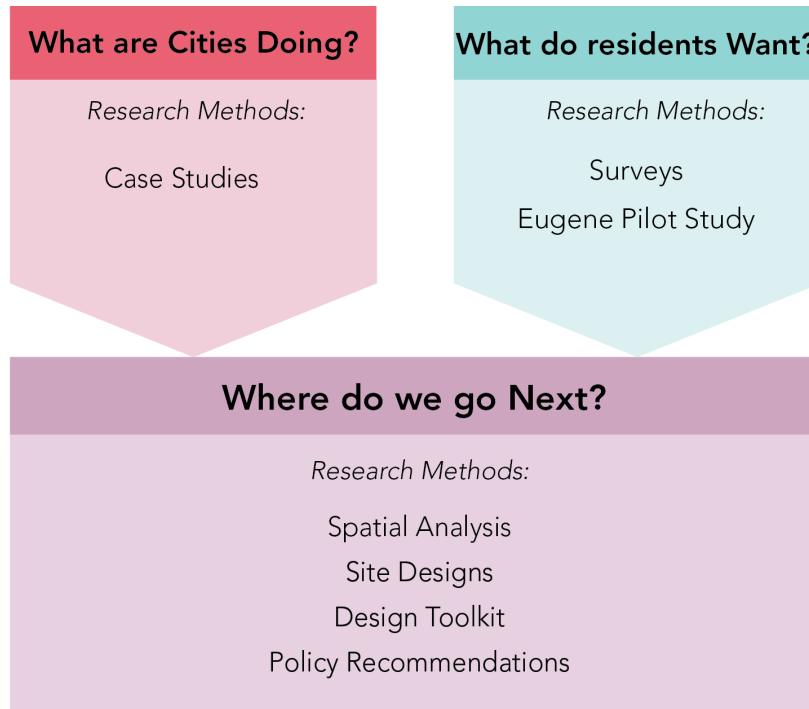 What are Cities Doing?
Research Methods:
Case Studies
What do residents Want?
Research Methods:
Surveys
Eugene Pilot Study
Where do we go Next?
Research Methods:
Spatial Analysis
Site Designs
Design Toolkit
Policy Recommendations